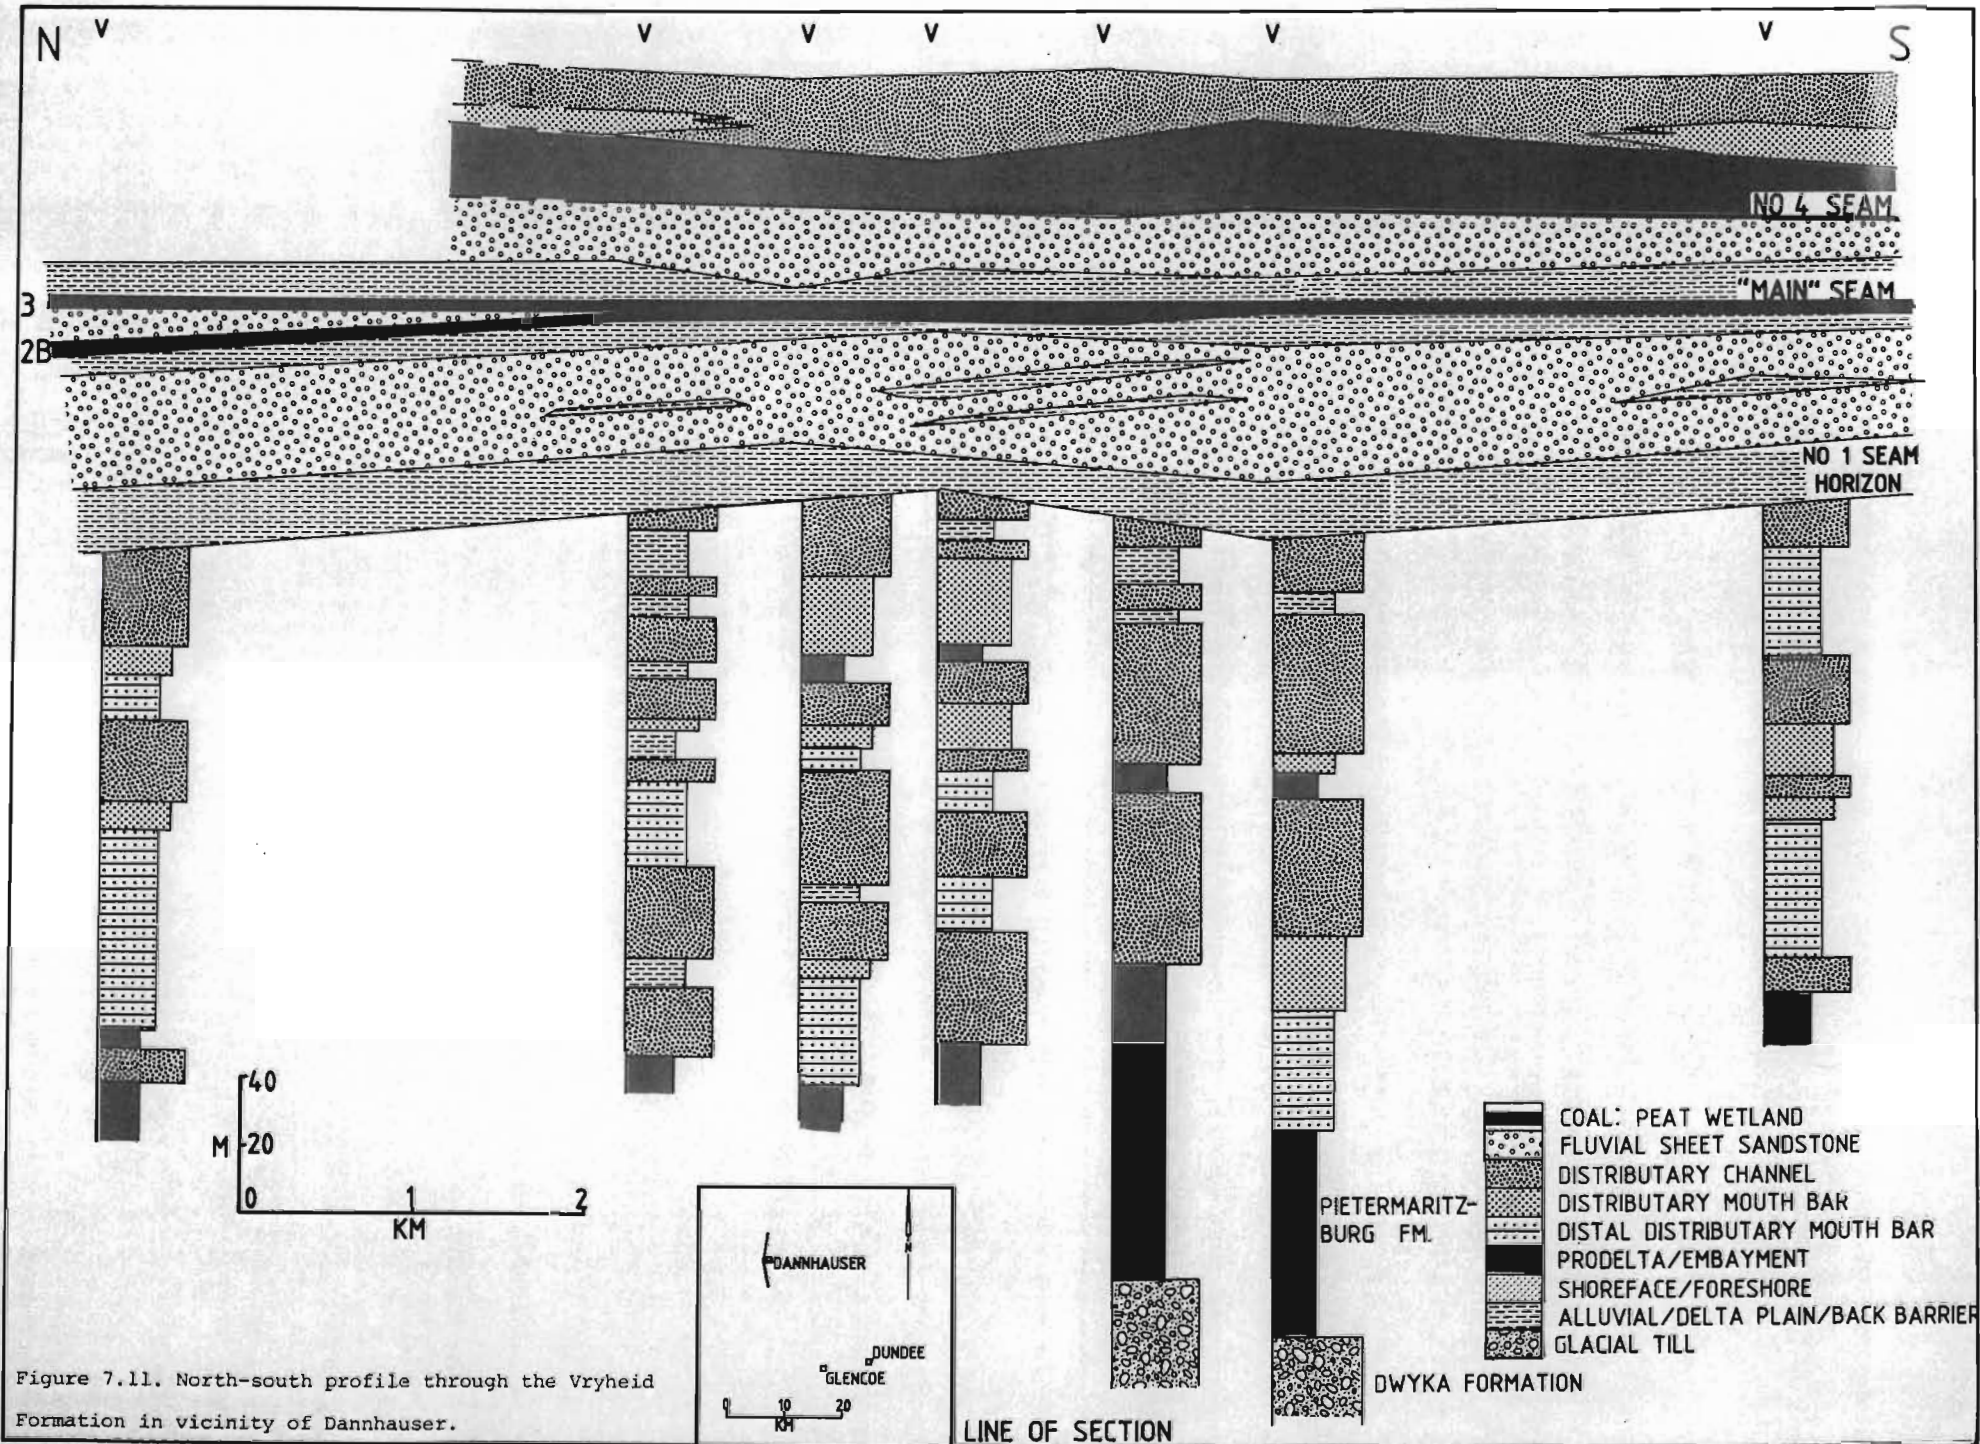 N
V V V V V V V
S
NO 4 SEAM
3
"MAIN" SEAM
2B
NO 1 SEAM
HORIZON
40
M 20
0 1 2
KM
PIETERMARITZ-
BURG FM.
DWYKA FORMATION
COAL: PEAT WETLAND
FLUVIAL SHEET SANDSTONE
DISTRIBUTARY CHANNEL
DISTRIBUTARY MOUTH BAR
DISTAL DISTRIBUTARY MOUTH BAR
PRODELTA/EMBAYMENT
SHOREFACE/FORESHORE
ALLUVIAL/DELTA PLAIN/BACK BARRIER
GLACIAL TILL
N
DANNHAUSER
DUNDEE
GLENCOE
0 10 20
KM
LINE OF SECTION
Figure 7.11. North-south profile through the Vryheid
Formation in vicinity of Dannhauser.